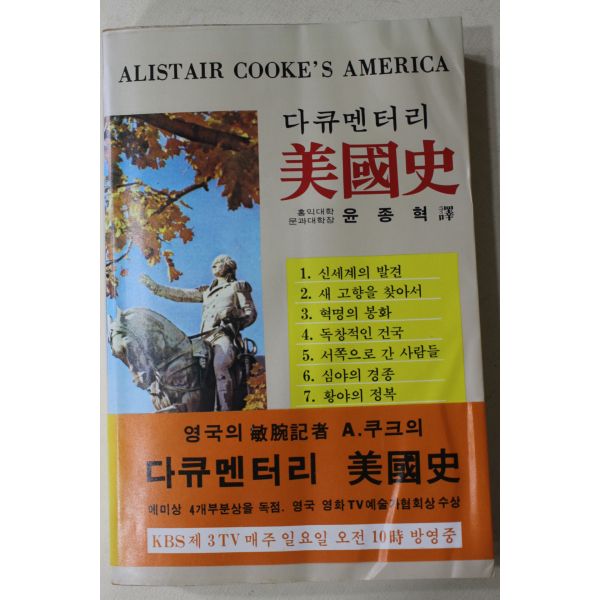 ALISTAIR COOKE'S AMERICA
다큐멘터리
美國史
홍익대학
문과대학장 윤종혁 譯
1. 신세계의 발견
2. 새 고향을 찾아서
3. 혁명의 봉화
4. 독창적인 건국
5. 서쪽으로 간 사람들
6. 심야의 경종
7. 황야의 정복
영국의 敏腕記者 A.쿠크의
다큐멘터리 美國史
에미상 4개부분상을 독점. 영국 영화 TV예술가협회상 수상
KBS 제 3 TV 매주 일요일 오전 10時 방영중